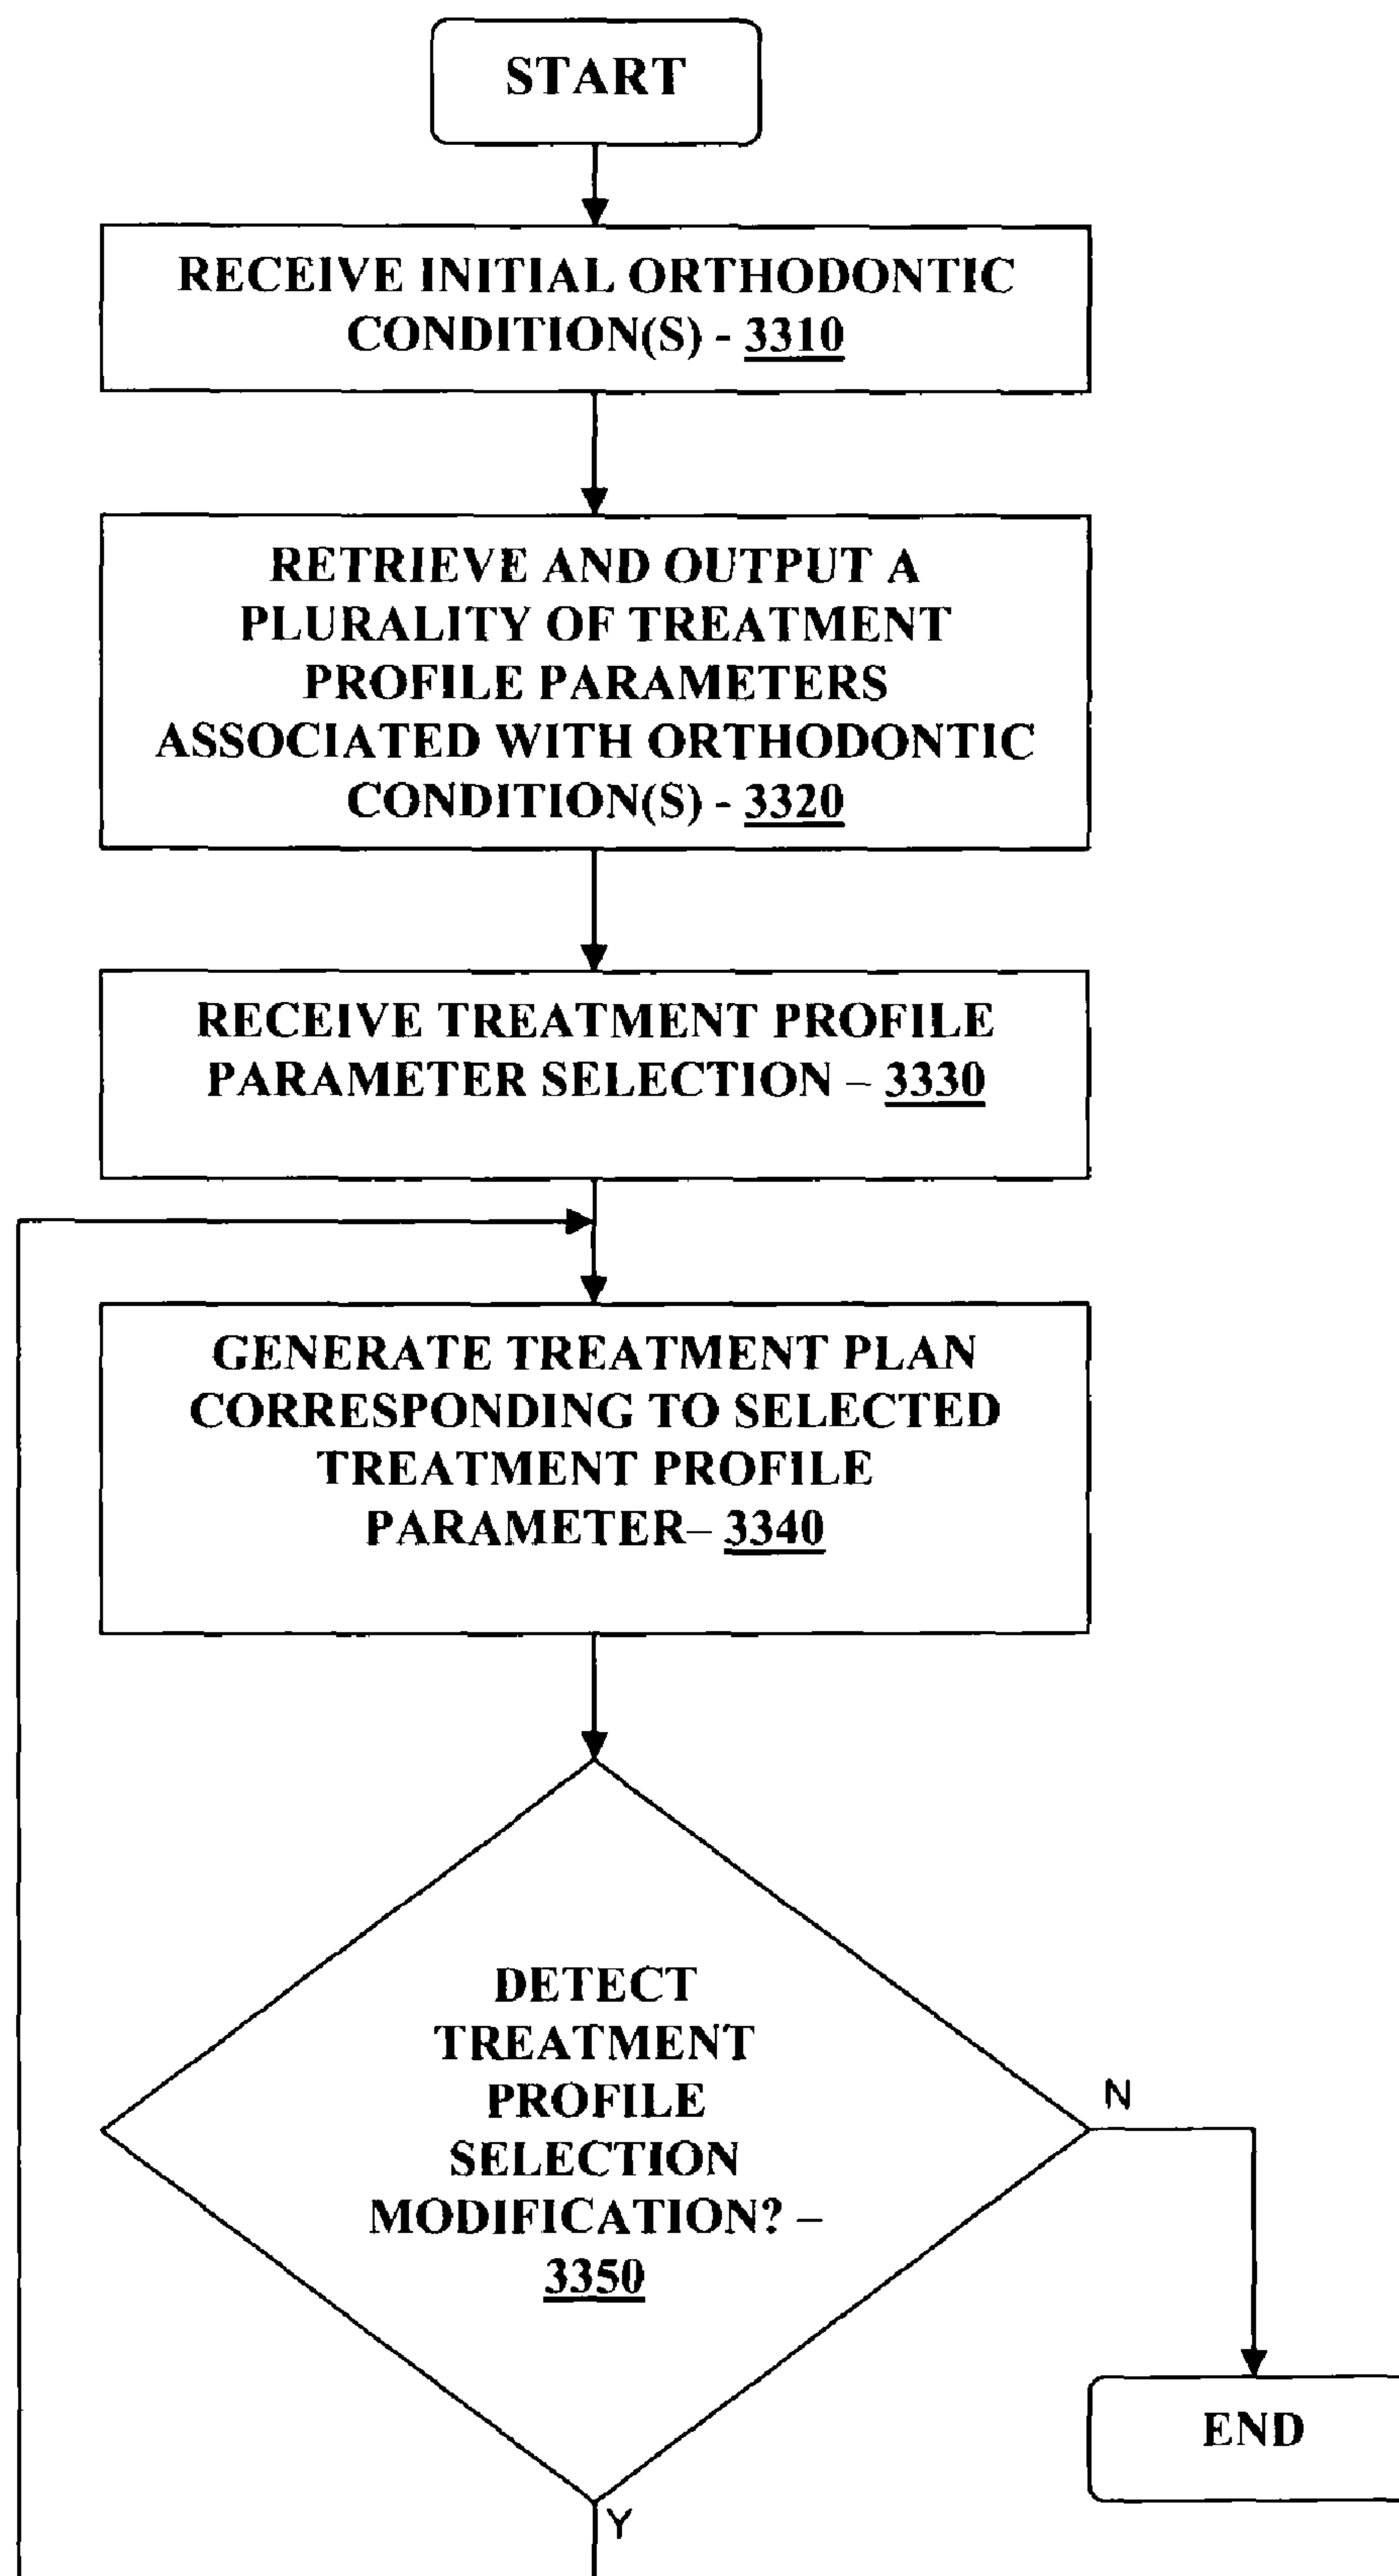 START
RECEIVE INITIAL ORTHODONTIC
CONDITION(S) - 3310
RETRIEVE AND OUTPUT A
PLURALITY OF TREATMENT
PROFILE PARAMETERS
ASSOCIATED WITH ORTHODONTIC
CONDITION(S) - 3320
RECEIVE TREATMENT PROFILE
PARAMETER SELECTION – 3330
GENERATE TREATMENT PLAN
CORRESPONDING TO SELECTED
TREATMENT PROFILE
PARAMETER– 3340
DETECT
TREATMENT
PROFILE
SELECTION
MODIFICATION? –
3350
N
END
Y